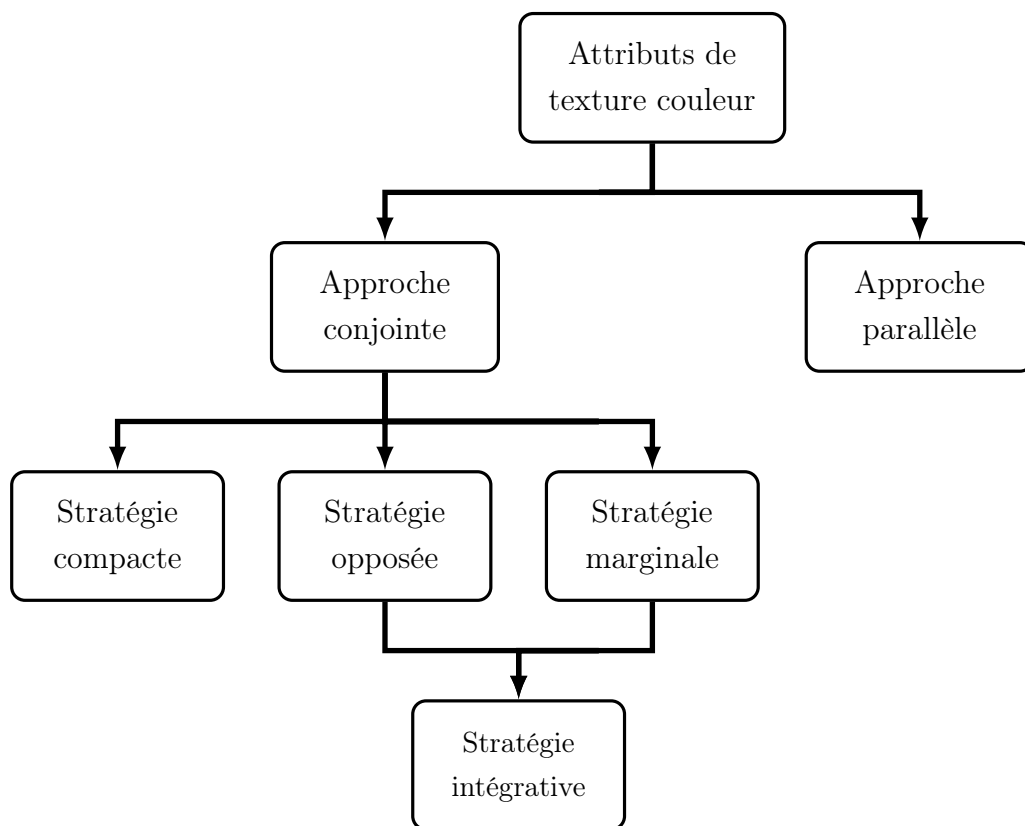 Attributs de
texture couleur
Approche
conjointe
Approche
parallèle
Stratégie
compacte
Stratégie
opposée
Stratégie
marginale
Stratégie
intégrative